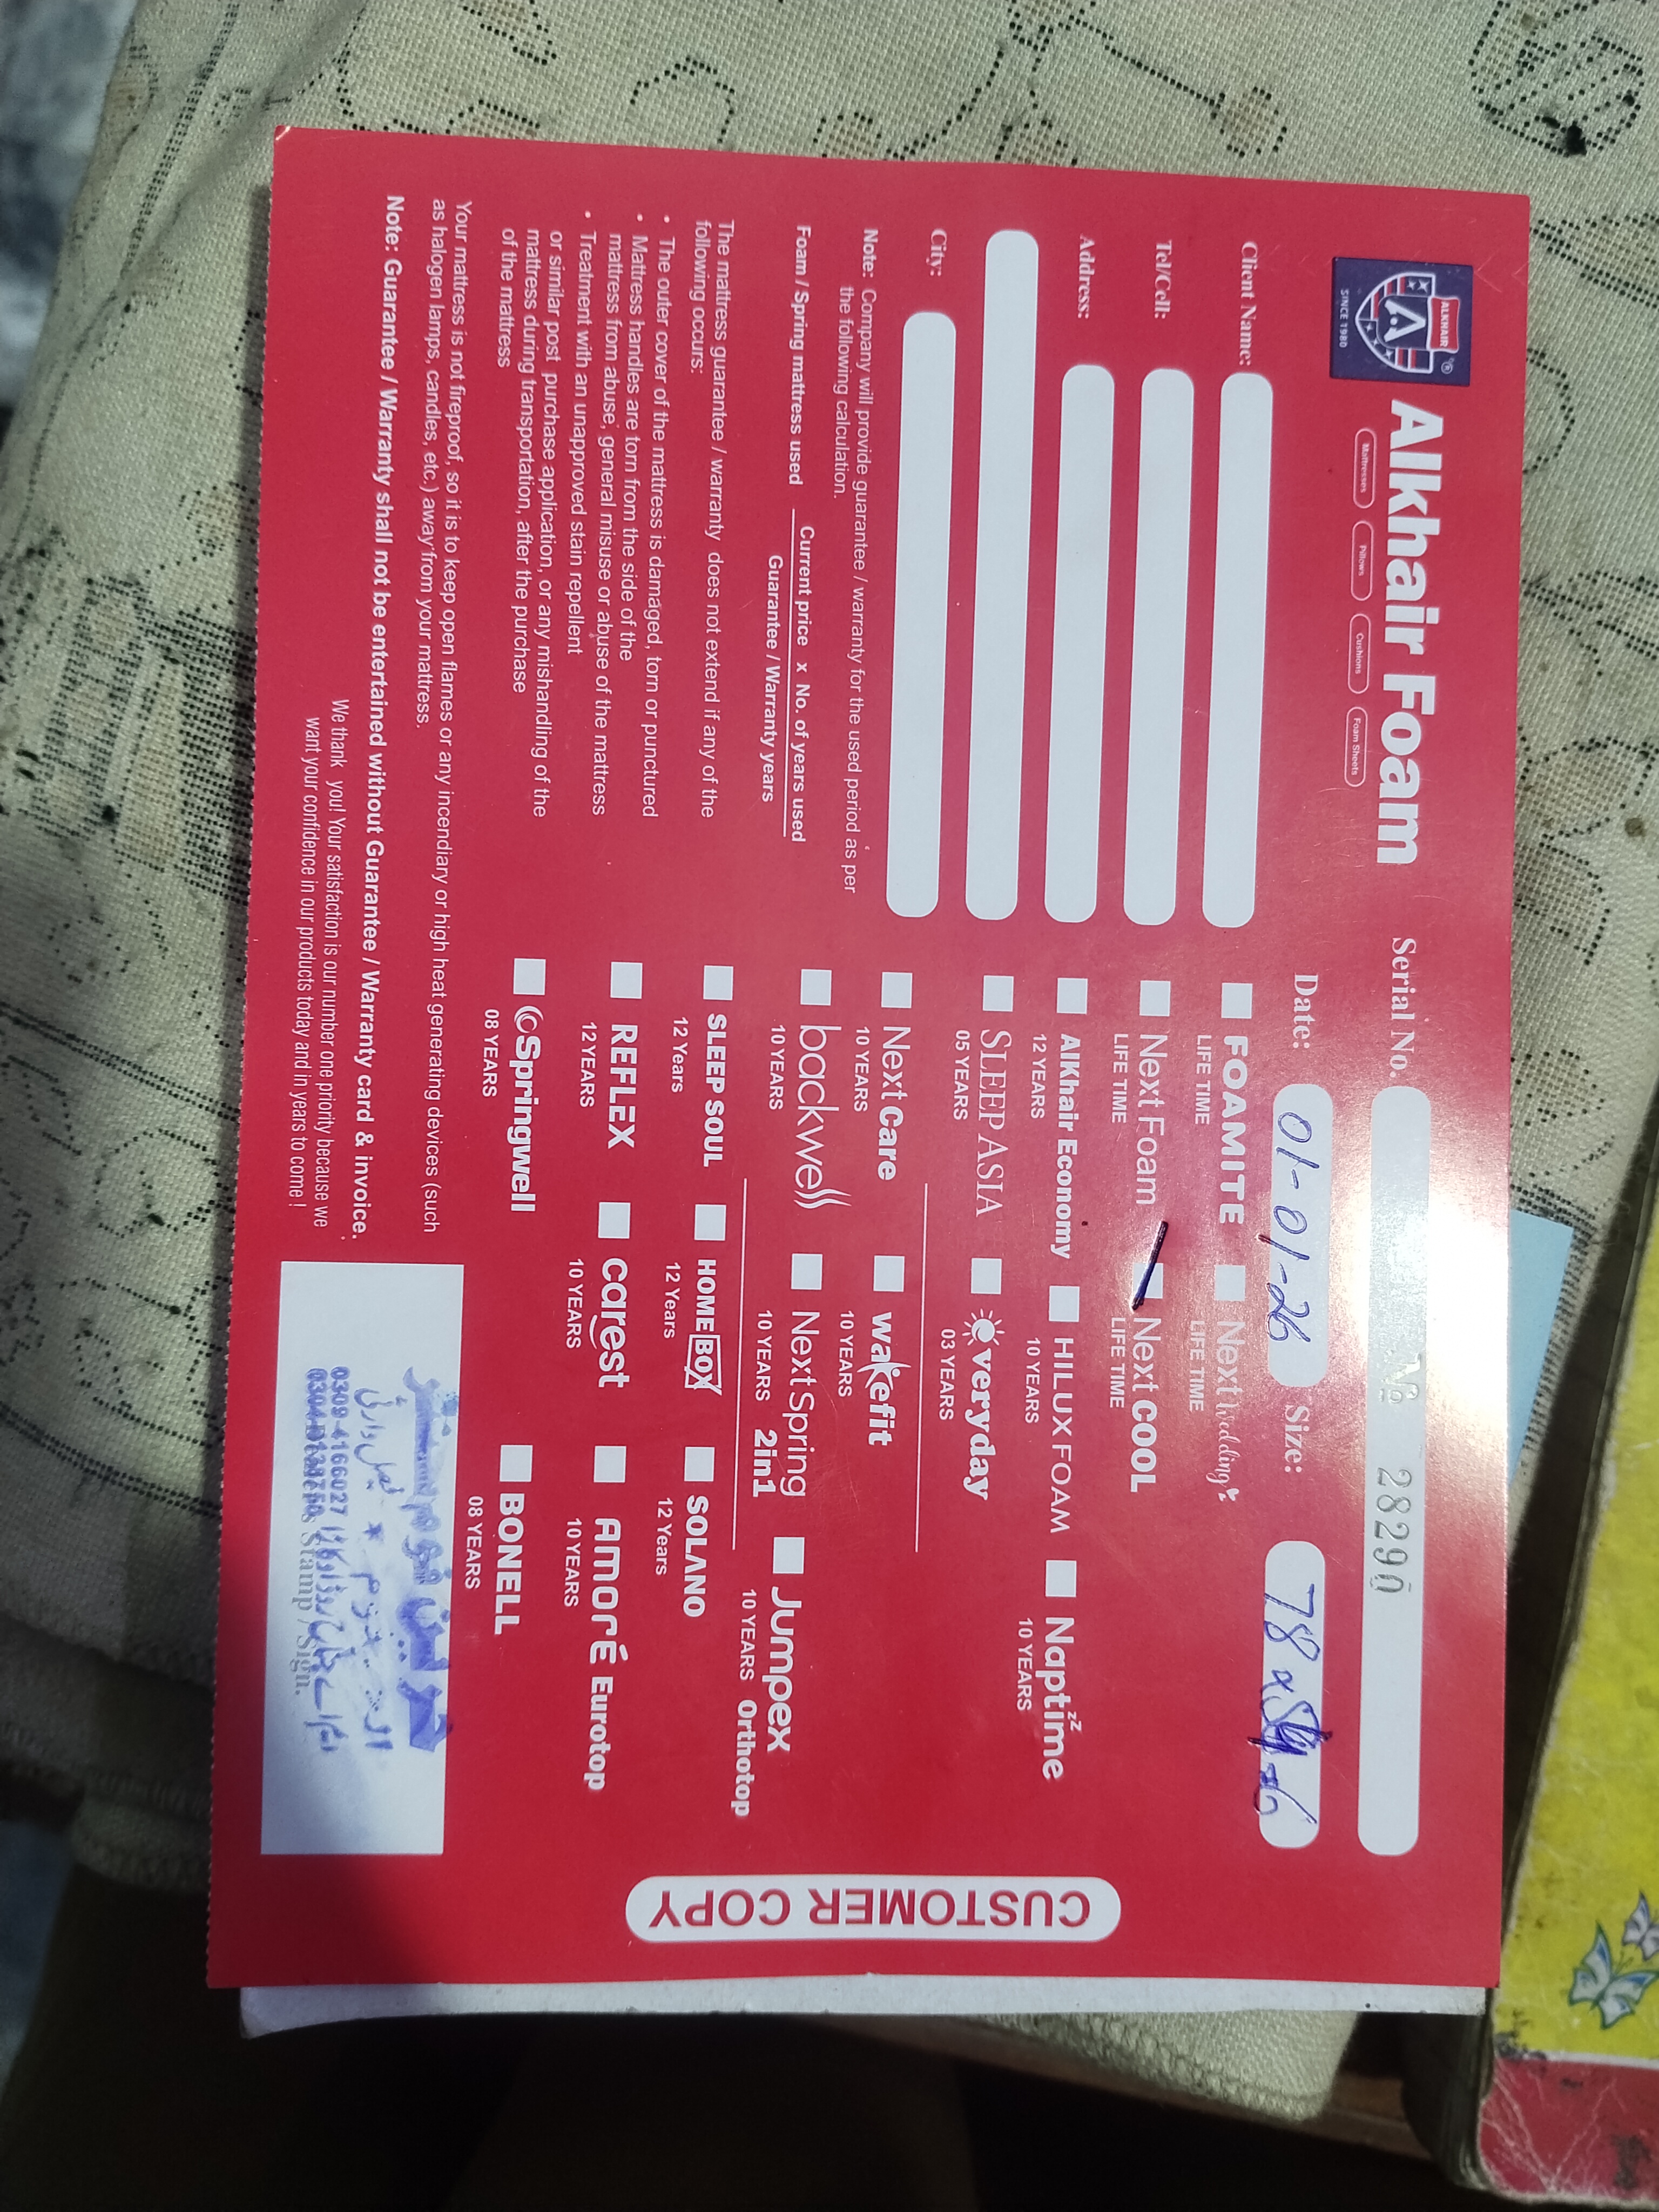 ALKHAIR
A
SINCE 1980
Alkhair Foam
Mattresses Pillows Cushions Foam Sheets
Serial No. Nº 28290
Date: 01-01-26 Size: 78 x
Client Name:
Tel/Cell:
Address:
City:
Note: Company will provide guarantee / warranty for the used period as per
the following calculation.
Foam / Spring mattress used Current price x No. of years used
Guarantee / Warranty years
The mattress guarantee / warranty does not extend if any of the
following occurs:
• The outer cover of the mattress is damaged, torn or punctured
• Mattress handles are torn from the side of the
mattress from abuse, general misuse or abuse of the mattress
• Treatment with an unapproved stain repellent
or similar post purchase application, or any mishandling of the
mattress during transportation, after the purchase
of the mattress
Your mattress is not fireproof, so it is to keep open flames or any incendiary or high heat generating devices (such
as halogen lamps, candles, etc.) away from your mattress.
Note: Guarantee / Warranty shall not be entertained without Guarantee / Warranty card & invoice.
We thank you! Your satisfaction is our number one priority because we
want your confidence in our products today and in years to come !
FOAMITE Next Wedding
LIFE TIME LIFE TIME
Next Foam Next COOL
LIFE TIME LIFE TIME
AlKhair Economy HILUX FOAM Naptime zz
12 YEARS 10 YEARS 10 YEARS
SLEEP ASIA everyday
05 YEARS 03 YEARS
Next Care wakefit
10 YEARS 10 YEARS
backwell Next Spring Jumpex
10 YEARS 10 YEARS 2in1 10 YEARS Orthotop
SLEEP SOUL HOME BOX SOLANO
12 Years 12 Years 12 Years
REFLEX carest AMORÉ Eurotop
12 YEARS 10 YEARS 10 YEARS
Springwell BONELL
08 YEARS 08 YEARS
0309-4166027
Stamp / Sign.
CUSTOMER COPY